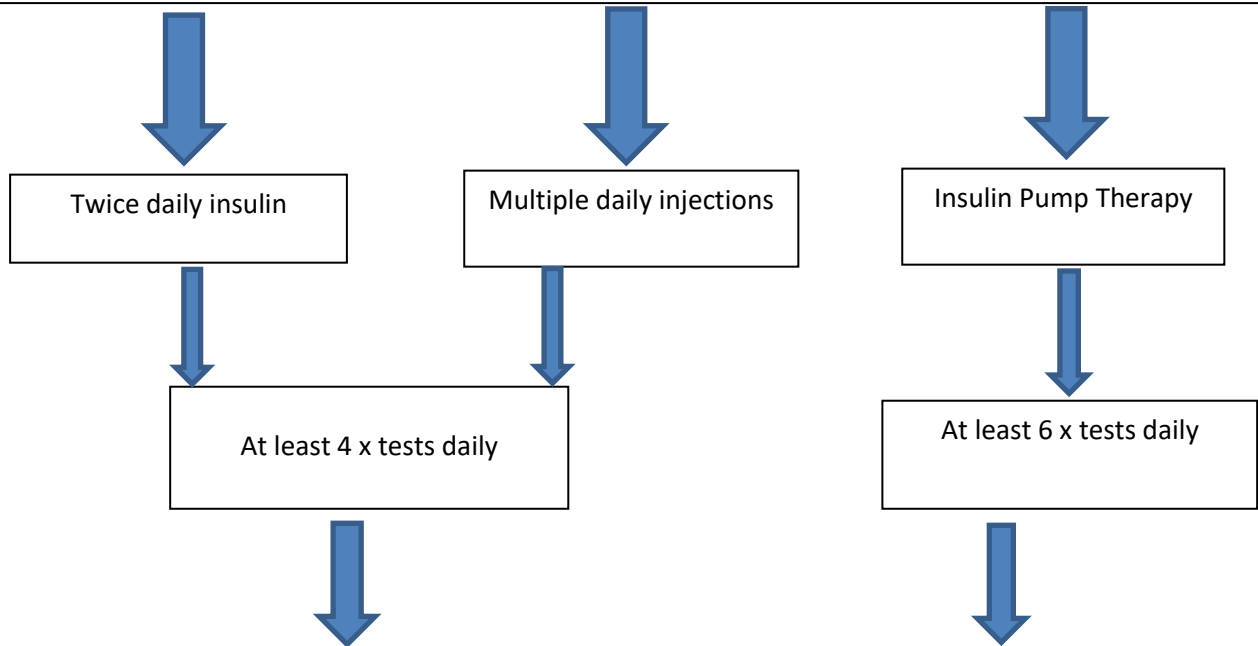 Twice daily insulin
Multiple daily injections
Insulin Pump Therapy
At least 4 x tests daily
At least 6 x tests daily